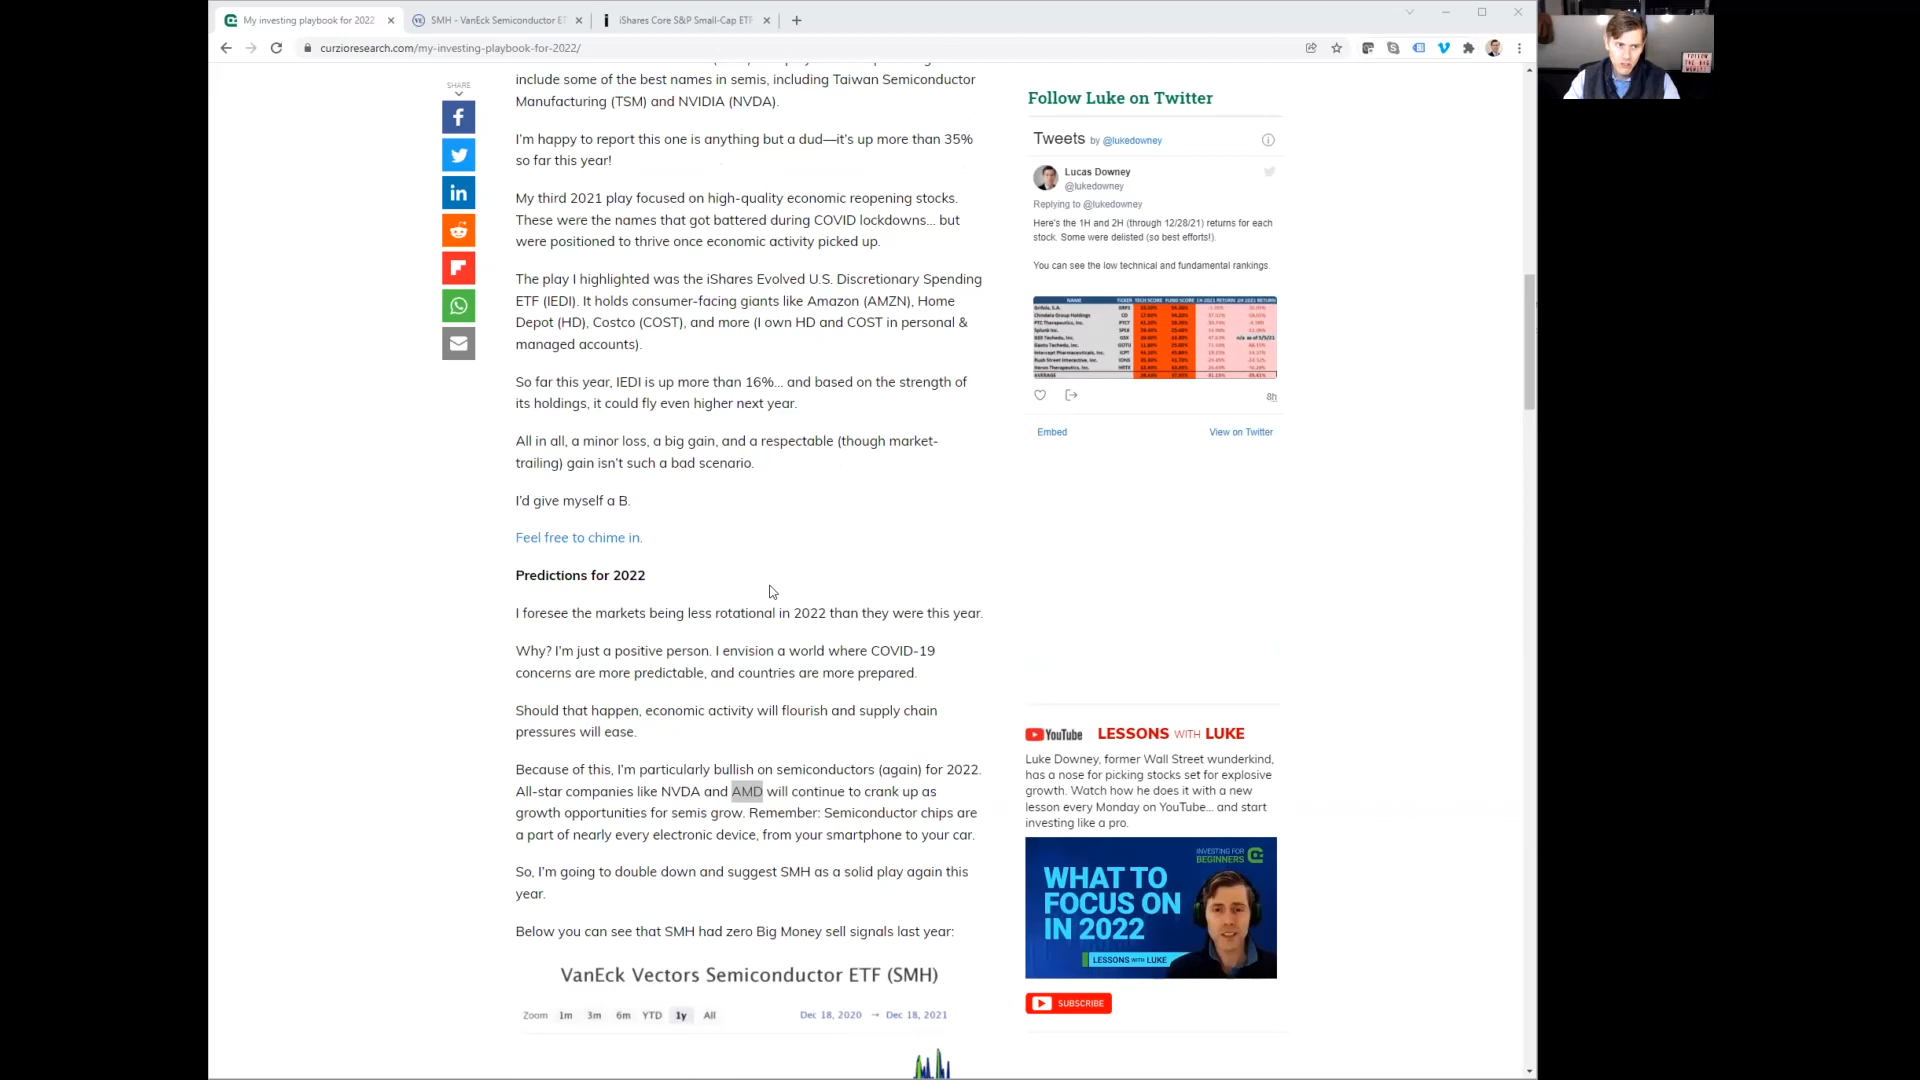 My investing playbook for 2022
SMH - VanEck Semiconductor ET
iShares Core S&P Small-Cap ETF
curzioresearch.com/my-investing-playbook-for-2022/
SHARE
include some of the best names in semis, including Taiwan Semiconductor
Manufacturing (TSM) and NVIDIA (NVDA).
I'm happy to report this one is anything but a dud—it's up more than 35%
so far this year!
My third 2021 play focused on high-quality economic reopening stocks.
These were the names that got battered during COVID lockdowns… but
were positioned to thrive once economic activity picked up.
The play I highlighted was the iShares Evolved U.S. Discretionary Spending
ETF (IEDI). It holds consumer-facing giants like Amazon (AMZN), Home
Depot (HD), Costco (COST), and more (I own HD and COST in personal &
managed accounts).
So far this year, IEDI is up more than 16%… and based on the strength of
its holdings, it could fly even higher next year.
All in all, a minor loss, a big gain, and a respectable (though market-
trailing) gain isn't such a bad scenario.
I'd give myself a B.
Feel free to chime in.
Predictions for 2022
I foresee the markets being less rotational in 2022 than they were this year.
Why? I'm just a positive person. I envision a world where COVID-19
concerns are more predictable, and countries are more prepared.
Should that happen, economic activity will flourish and supply chain
pressures will ease.
Because of this, I'm particularly bullish on semiconductors (again) for 2022.
All-star companies like NVDA and AMD will continue to crank up as
growth opportunities for semis grow. Remember: Semiconductor chips are
a part of nearly every electronic device, from your smartphone to your car.
So, I'm going to double down and suggest SMH as a solid play again this
year.
Below you can see that SMH had zero Big Money sell signals last year:
VanEck Vectors Semiconductor ETF (SMH)
Zoom 1m 3m 6m YTD 1y All
Dec 18, 2020 → Dec 18, 2021
Follow Luke on Twitter
Tweets by @lukedowney
Lucas Downey
@lukedowney
Replying to @lukedowney
Here's the 1H and 2H (through 12/28/21) returns for each
stock. Some were delisted (so best efforts!).
You can see the low technical and fundamental rankings.
NAME TICKER TECH SCORE FUND SCORE 1H 2021 RETURN 2H 2021 RETURN
AVERAGE
8h
Embed
View on Twitter
YouTube LESSONS WITH LUKE
Luke Downey, former Wall Street wunderkind,
has a nose for picking stocks set for explosive
growth. Watch how he does it with a new
lesson every Monday on YouTube… and start
investing like a pro.
INVESTING FOR
BEGINNERS
WHAT TO
FOCUS ON
IN 2022
LESSONS WITH LUKE
SUBSCRIBE
FOLLOW
THE BIG
MONEY!